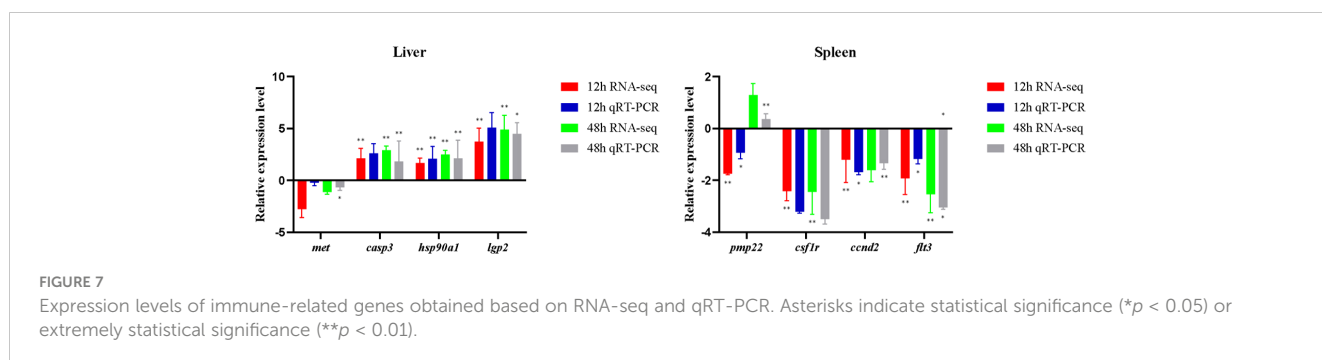 Liver
Relative expression level
10
5
0
-5
**
**
**
*
**
**
**
**
**
**
*
met
casp3
hsp90a1
lgp2
12h RNA-seq
12h qRT-PCR
48h RNA-seq
48h qRT-PCR
Spleen
Relative expression level
2
0
-2
-4
**
*
**
**
**
**
*
**
**
*
**
*
*
pmp22
csf1r
ccnd2
flt3
12h RNA-seq
12h qRT-PCR
48h RNA-seq
48h qRT-PCR
FIGURE 7
Expression levels of immune-related genes obtained based on RNA-seq and qRT-PCR. Asterisks indicate statistical significance (*p < 0.05) or
extremely statistical significance (**p < 0.01).